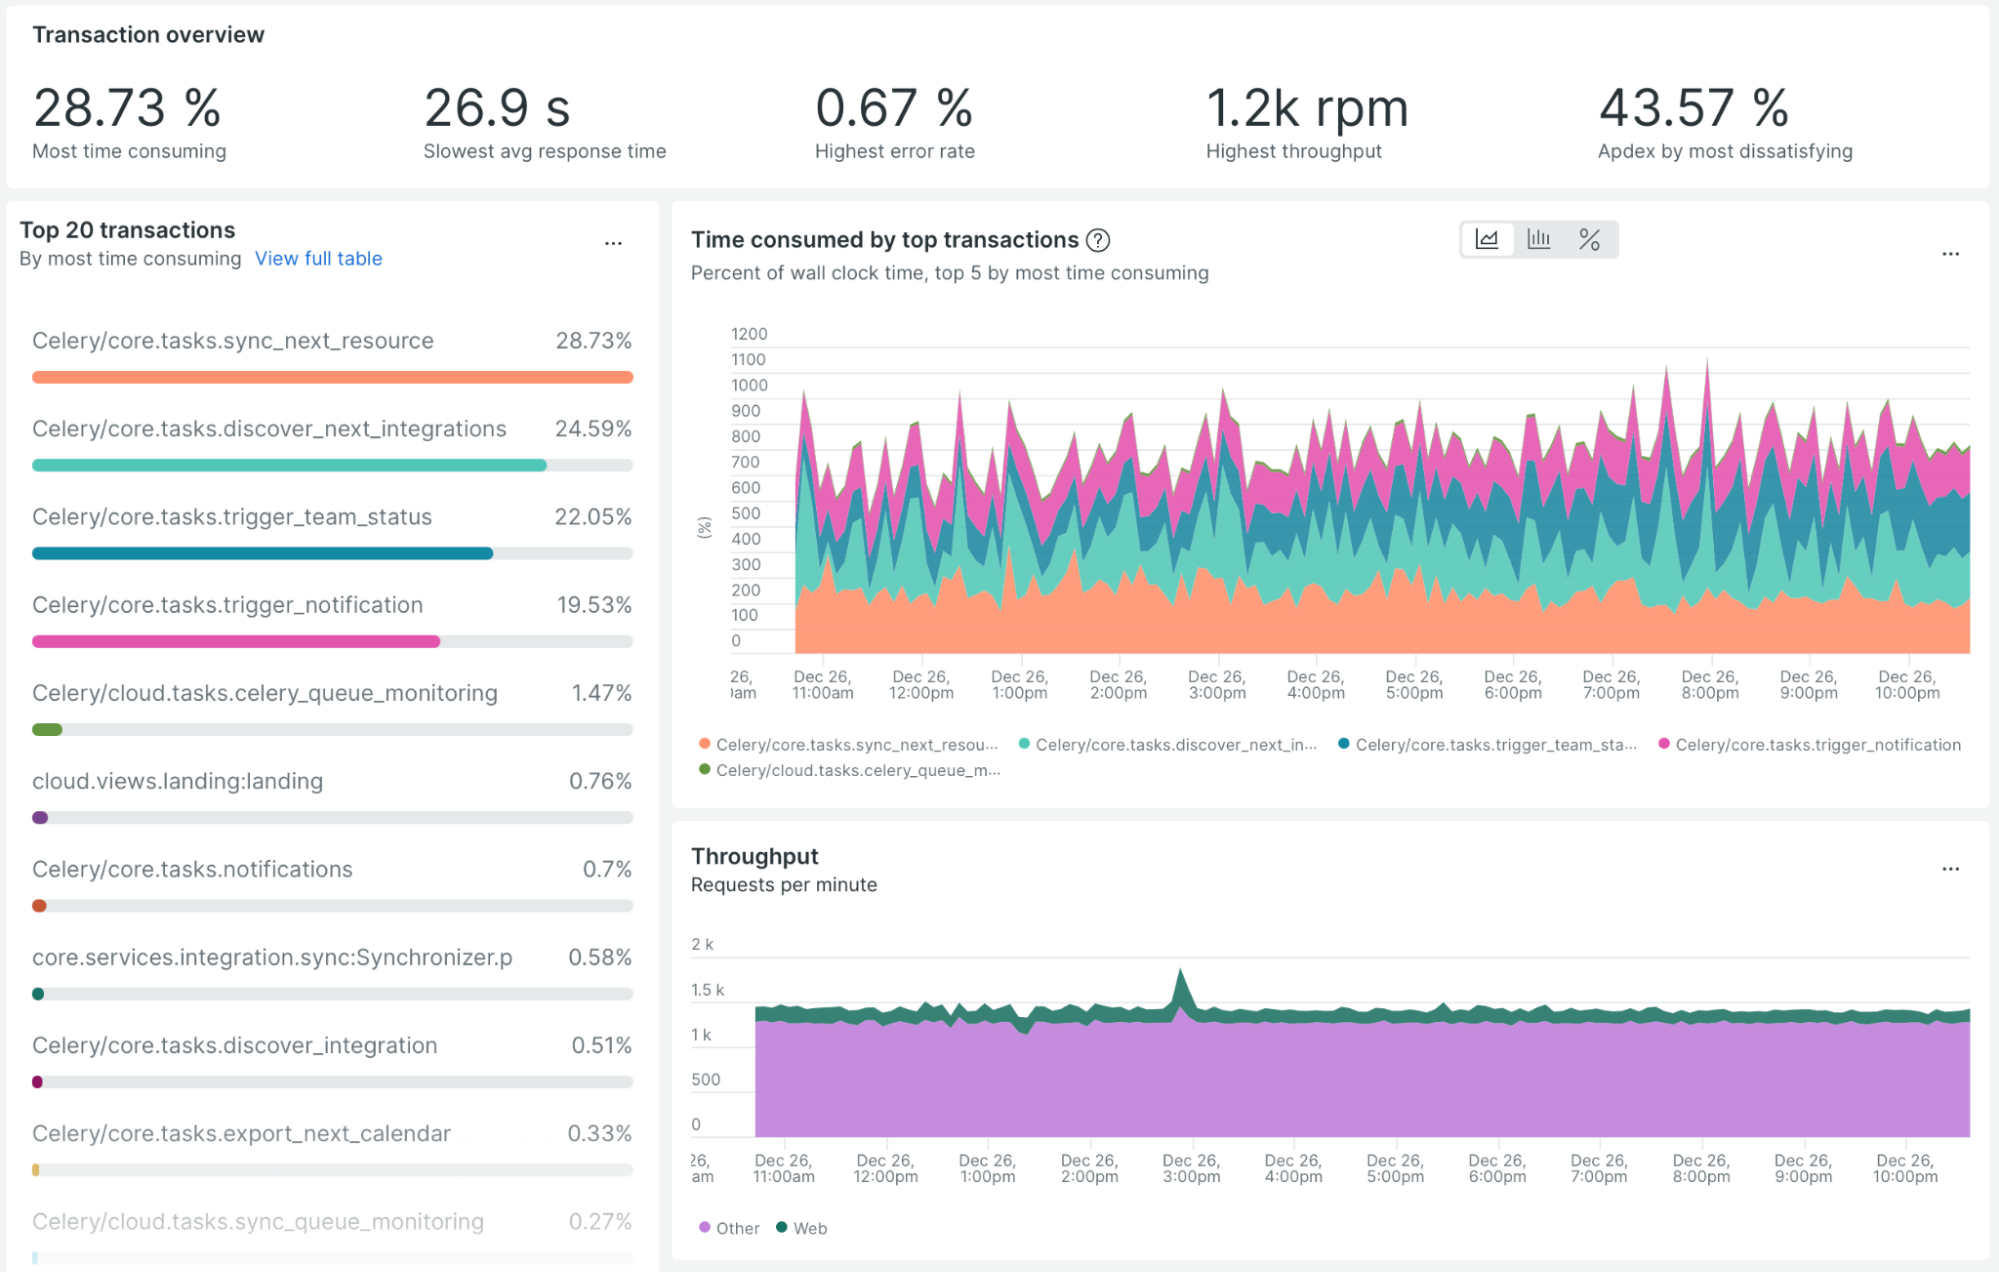 Transaction overview
28.73 %
Most time consuming
26.9 s
Slowest avg response time
0.67 %
Highest error rate
1.2k rpm
Highest throughput
43.57 %
Apdex by most dissatisfying
Top 20 transactions
...
By most time consuming View full table
Celery/core.tasks.sync_next_resource 28.73%
Celery/core.tasks.discover_next_integrations 24.59%
Celery/core.tasks.trigger_team_status 22.05%
Celery/core.tasks.trigger_notification 19.53%
Celery/cloud.tasks.celery_queue_monitoring 1.47%
cloud.views.landing:landing 0.76%
Celery/core.tasks.notifications 0.7%
core.services.integration.sync:Synchronizer.p 0.58%
Celery/core.tasks.discover_integration 0.51%
Celery/core.tasks.export_next_calendar 0.33%
Celery/cloud.tasks.sync_queue_monitoring 0.27%
Time consumed by top transactions ?
%
...
Percent of wall clock time, top 5 by most time consuming
1200
1100
1000
900
800
700
600
500
400
300
200
100
0
(%)
26, Dec 26, Dec 26, Dec 26, Dec 26, Dec 26, Dec 26, Dec 26, Dec 26, Dec 26, Dec 26, Dec 26, Dec 26,
am 11:00am 12:00pm 1:00pm 2:00pm 3:00pm 4:00pm 5:00pm 6:00pm 7:00pm 8:00pm 9:00pm 10:00pm
Celery/core.tasks.sync_next_resou... Celery/core.tasks.discover_next_in... Celery/core.tasks.trigger_team_sta... Celery/core.tasks.trigger_notification
Celery/cloud.tasks.celery_queue_m...
Throughput
...
Requests per minute
2 k
1.5 k
1 k
500
0
26, Dec 26, Dec 26, Dec 26, Dec 26, Dec 26, Dec 26, Dec 26, Dec 26, Dec 26, Dec 26, Dec 26, Dec 26,
am 11:00am 12:00pm 1:00pm 2:00pm 3:00pm 4:00pm 5:00pm 6:00pm 7:00pm 8:00pm 9:00pm 10:00pm
Other Web